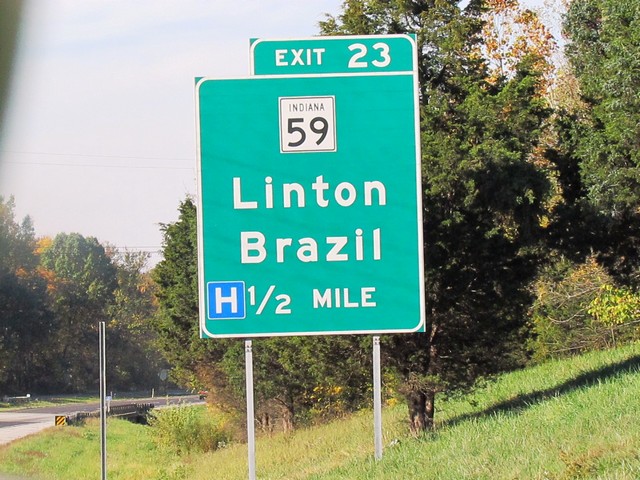 EXIT 23
INDIANA
59
Linton
Brazil
H 1/2 MILE